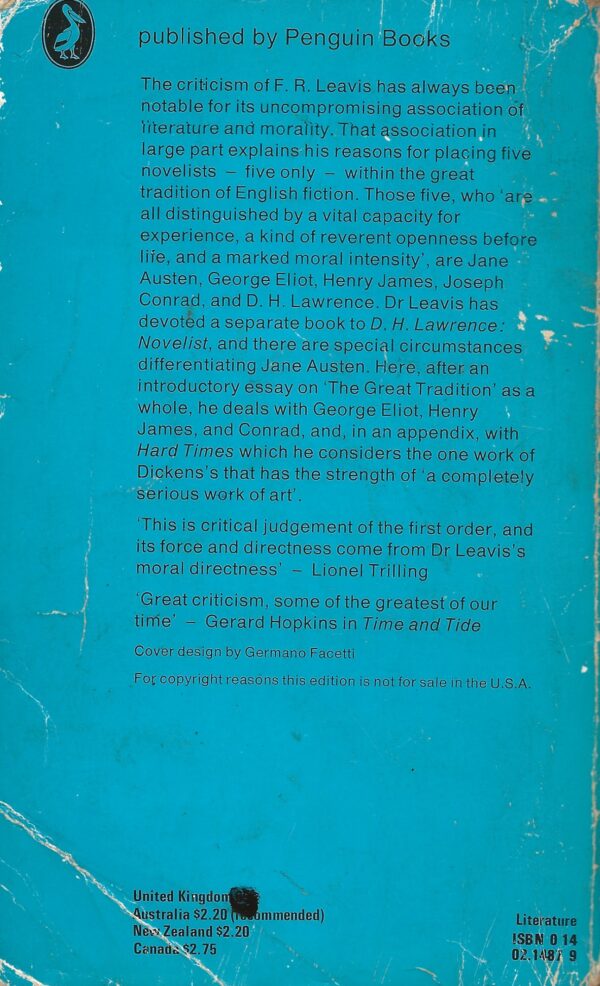 published by Penguin Books
The criticism of F. R. Leavis has always been
notable for its uncompromising association of
literature and morality. That association in
large part explains his reasons for placing five
novelists – five only – within the great
tradition of English fiction. Those five, who ‘are
all distinguished by a vital capacity for
experience, a kind of reverent openness before
life, and a marked moral intensity’, are Jane
Austen, George Eliot, Henry James, Joseph
Conrad, and D. H. Lawrence. Dr Leavis has
devoted a separate book to D. H. Lawrence:
Novelist, and there are special circumstances
differentiating Jane Austen. Here, after an
introductory essay on ‘The Great Tradition’ as a
whole, he deals with George Eliot, Henry
James, and Conrad, and, in an appendix, with
Hard Times which he considers the one work of
Dickens's that has the strength of ‘a completely
serious work of art’.
‘This is critical judgement of the first order, and
its force and directness come from Dr Leavis's
moral directness’ – Lionel Trilling
‘Great criticism, some of the greatest of our
time’ – Gerard Hopkins in Time and Tide
Cover design by Germano Facetti
For copyright reasons this edition is not for sale in the U.S.A.
United Kingdom
Australia $2.20 (recommended)
New Zealand $2.20
Canada $2.75
Literature
ISBN 0 14
02.1487 9